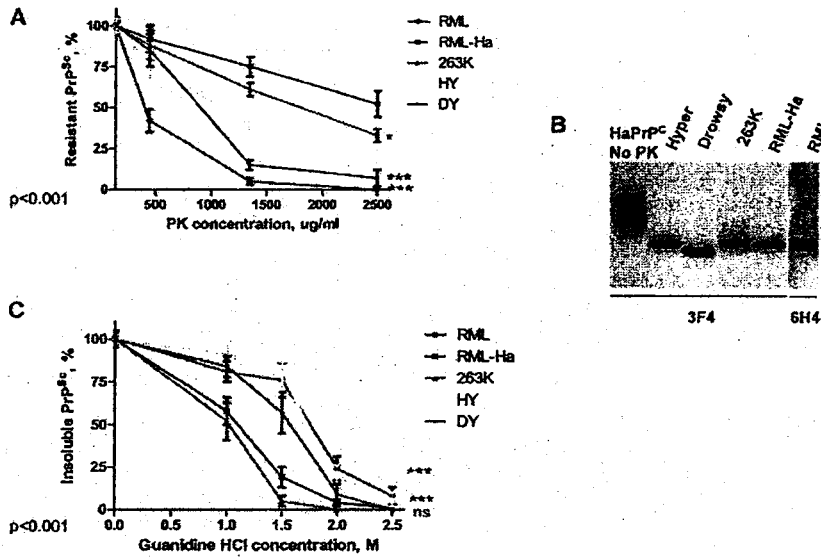 A
Resistant PrPSc, %
100
75
50
25
0
500
1000
1500
2000
2500
PK concentration, ug/ml
p<0.001
RML
RML-Ha
263K
HY
DY
*
***
***
B
HaPrPC
No PK
Hyper
Drowsy
263K
RML-Ha
RML
3F4
6H4
C
Insoluble PrPSc, %
100
75
50
25
0
0.0
0.5
1.0
1.5
2.0
2.5
Guanidine HCl concentration, M
p<0.001
RML
RML-Ha
263K
HY
DY
***
***
ns